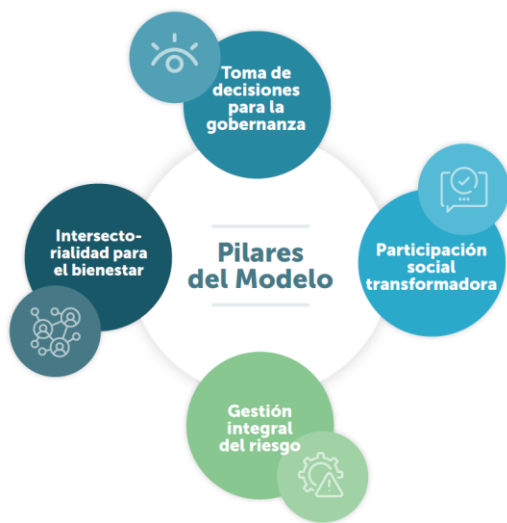 Toma de
decisiones
para la
gobernanza
Intersecto-
rialidad para
el bienestar
Pilares
del Modelo
Participación
social
transformadora
Gestión
integral
del riesgo